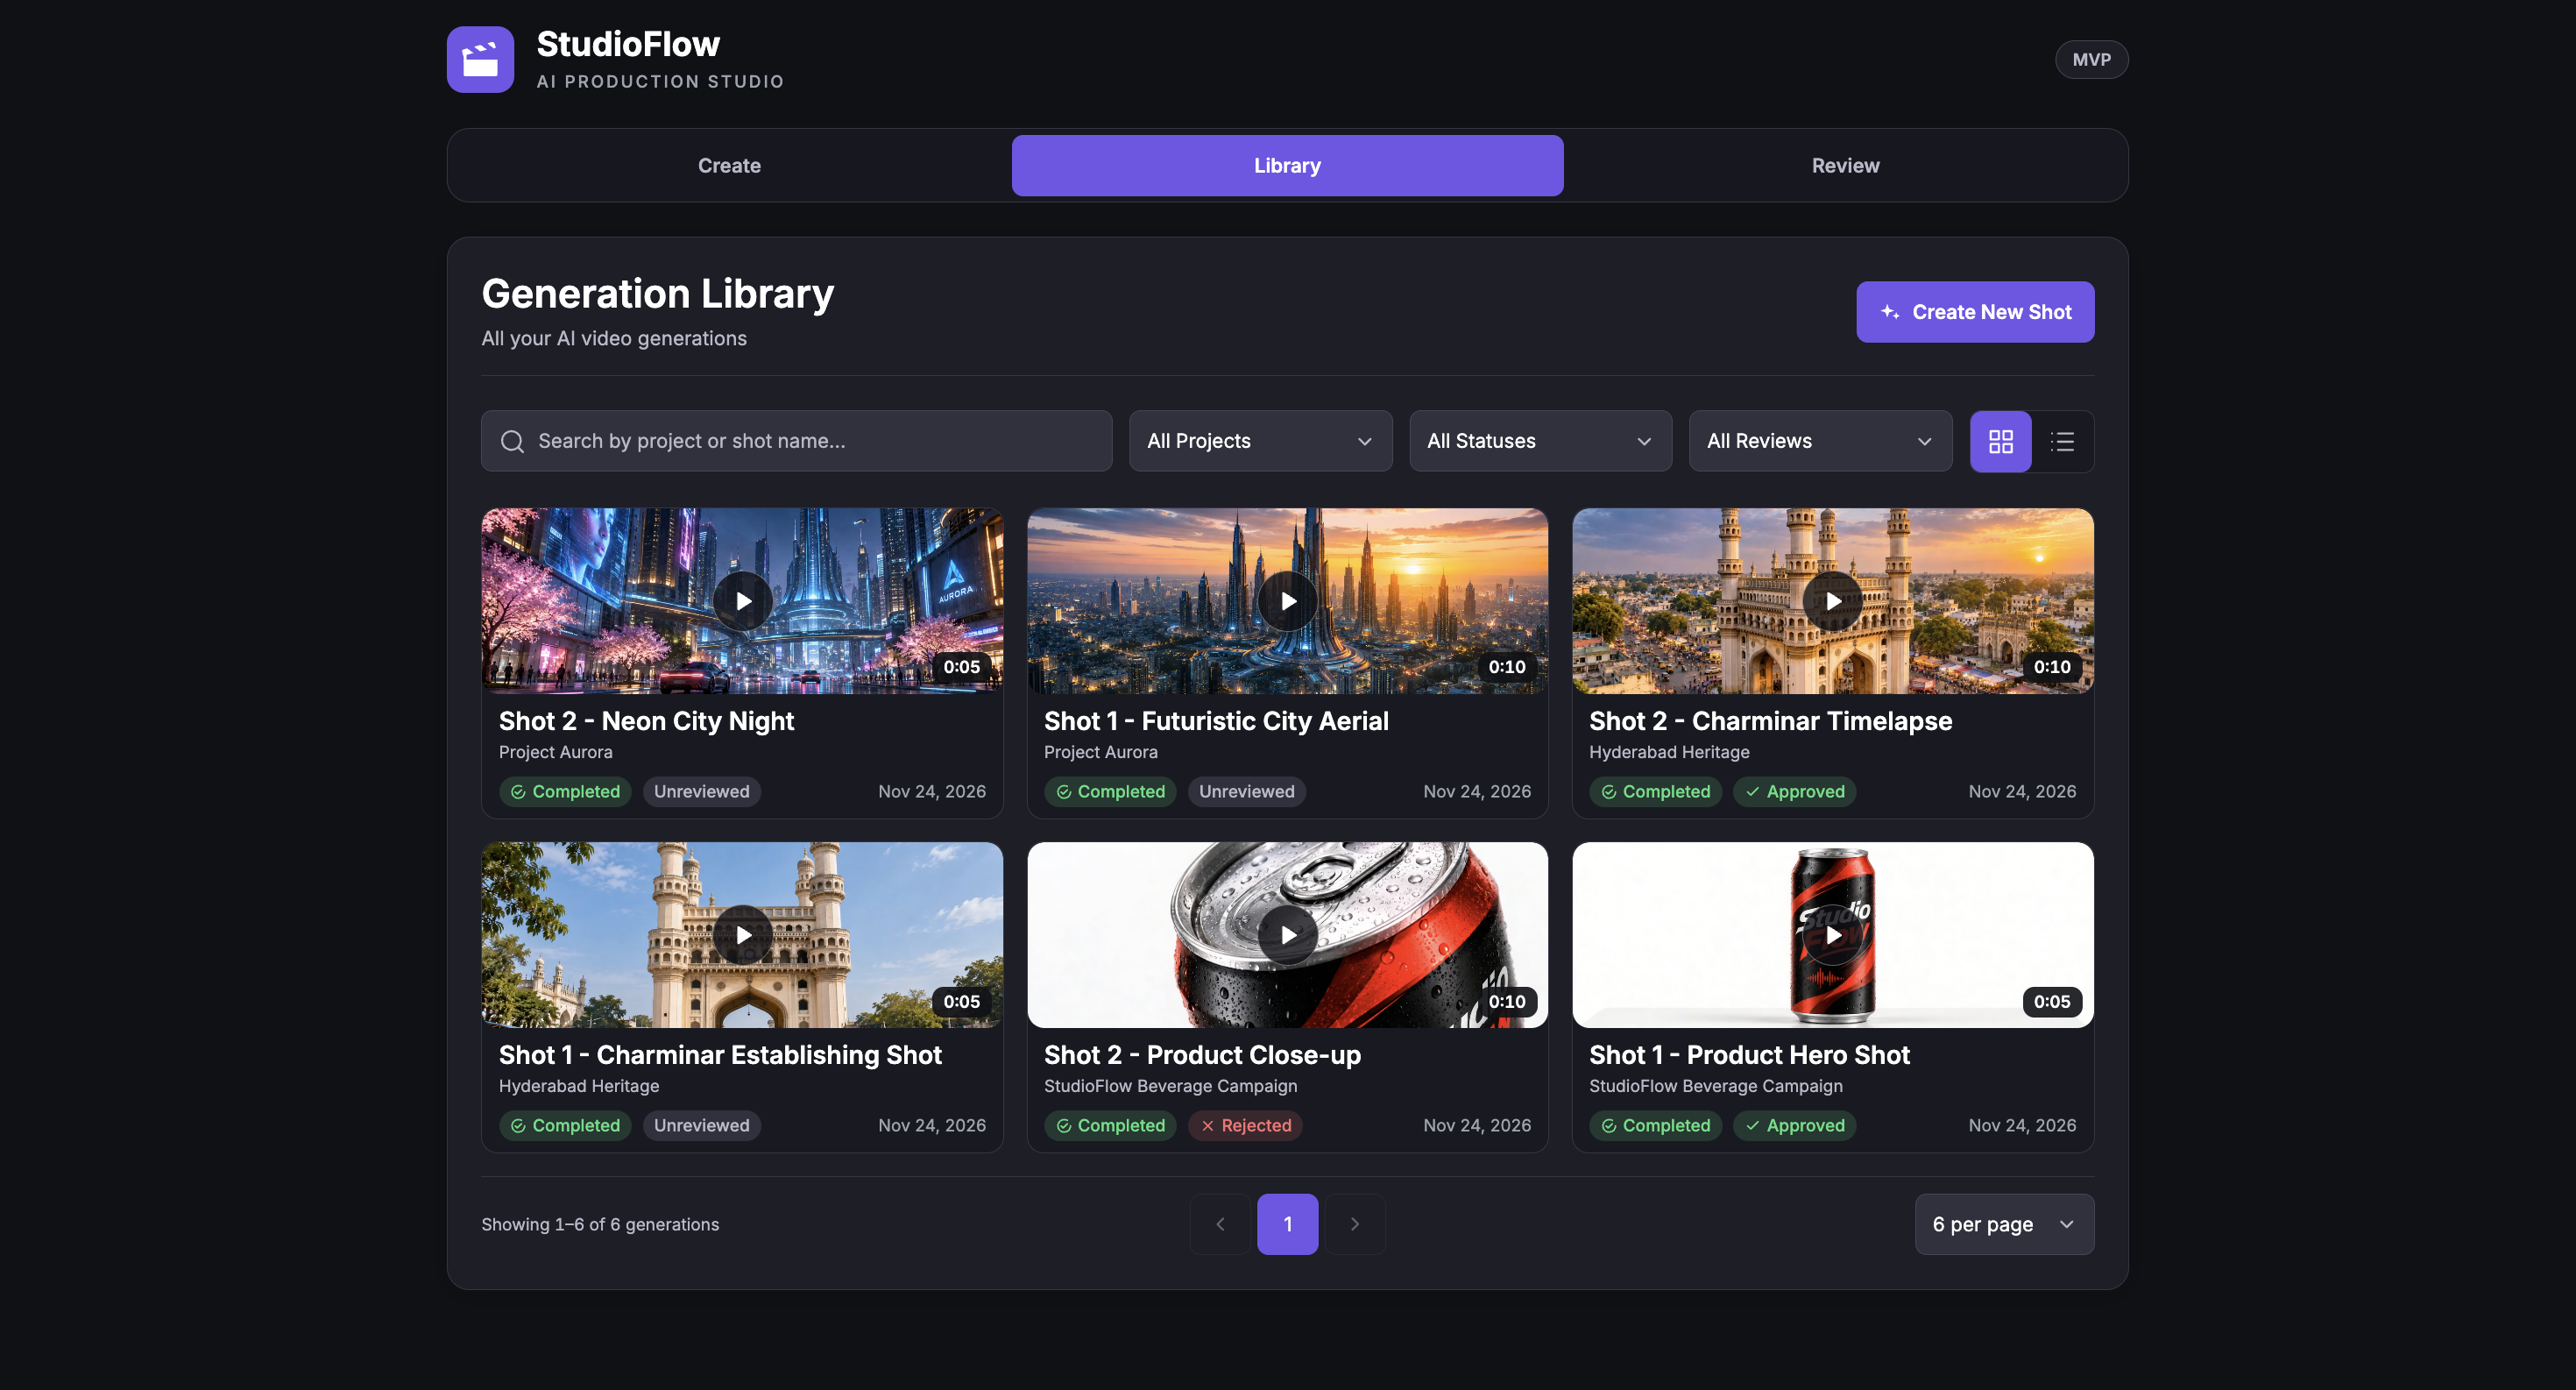 StudioFlow
AI PRODUCTION STUDIO
MVP
Create
Library
Review
Generation Library
All your AI video generations
Create New Shot
Search by project or shot name...
All Projects
All Statuses
All Reviews
AURORA
0:05
0:10
0:10
Shot 2 - Neon City Night
Project Aurora
Completed
Unreviewed
Nov 24, 2026
Shot 1 - Futuristic City Aerial
Project Aurora
Completed
Unreviewed
Nov 24, 2026
Shot 2 - Charminar Timelapse
Hyderabad Heritage
Completed
Approved
Nov 24, 2026
0:05
0:10
Studio
Flow
0:05
Shot 1 - Charminar Establishing Shot
Hyderabad Heritage
Completed
Unreviewed
Nov 24, 2026
Shot 2 - Product Close-up
StudioFlow Beverage Campaign
Completed
Rejected
Nov 24, 2026
Shot 1 - Product Hero Shot
StudioFlow Beverage Campaign
Completed
Approved
Nov 24, 2026
Showing 1–6 of 6 generations
1
6 per page